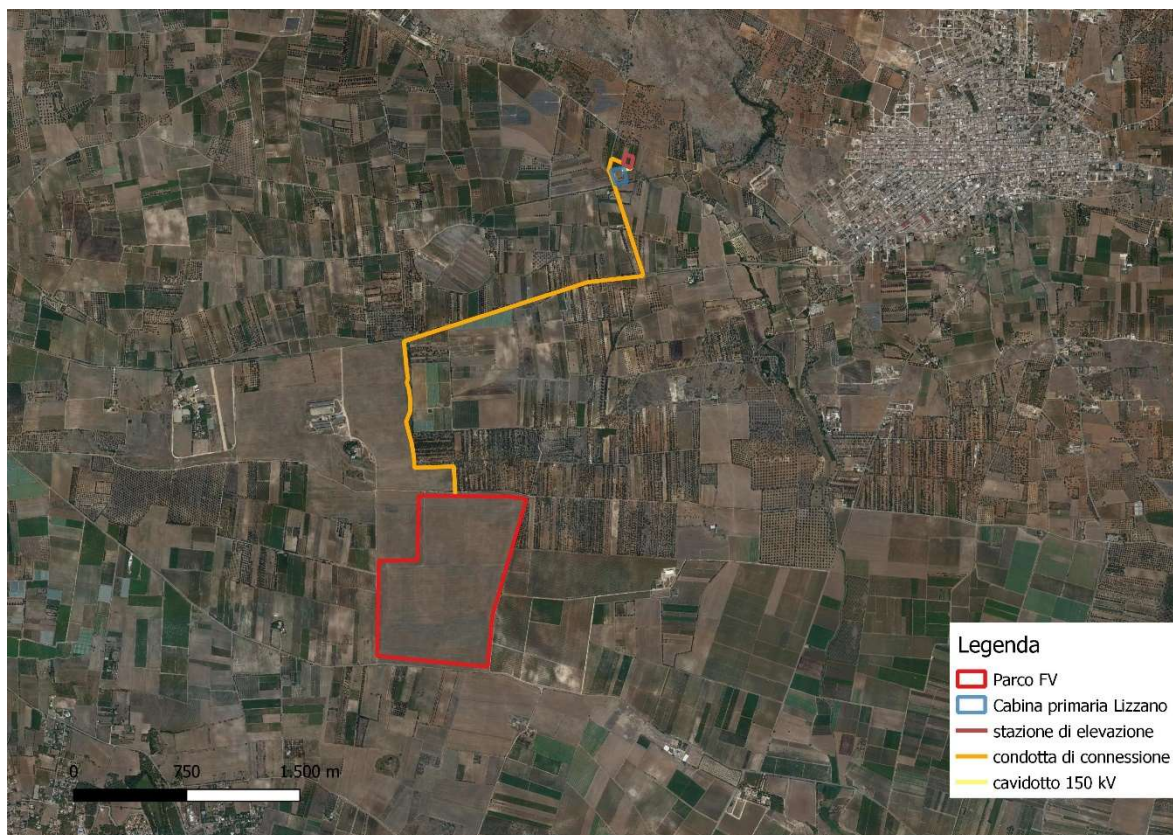 Legenda
Parco FV
Cabina primaria Lizzano
stazione di elevazione
condotta di connessione
cavidotto 150 kV
0 750 1.500 m